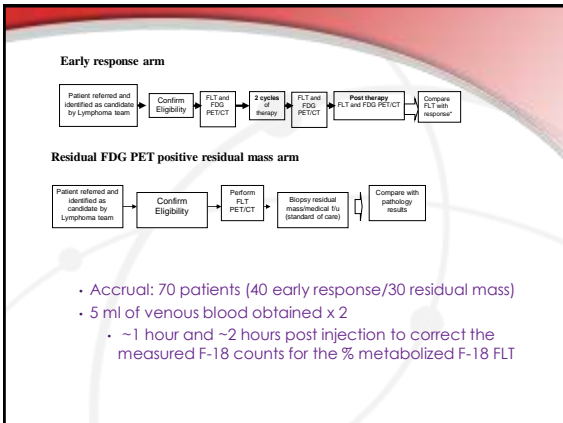 Early response arm
Patient referred and
identified as candidate
by Lymphoma team
Confirm
Eligibility
FLT and
FDG
PET/CT
2 cycles
of
therapy
FLT and
FDG
PET/CT
Post therapy
FLT and FDG PET/CT
Compare
FLT with
response*
Residual FDG PET positive residual mass arm
Patient referred and
identified as
candidate by
Lymphoma team
Confirm
Eligibility
Perform
FLT
PET/CT
Biopsy residual
mass/medical f/u
(standard of care)
Compare with
pathology
results
• Accrual: 70 patients (40 early response/30 residual mass)
• 5 ml of venous blood obtained x 2
• ~1 hour and ~2 hours post injection to correct the
measured F-18 counts for the % metabolized F-18 FLT